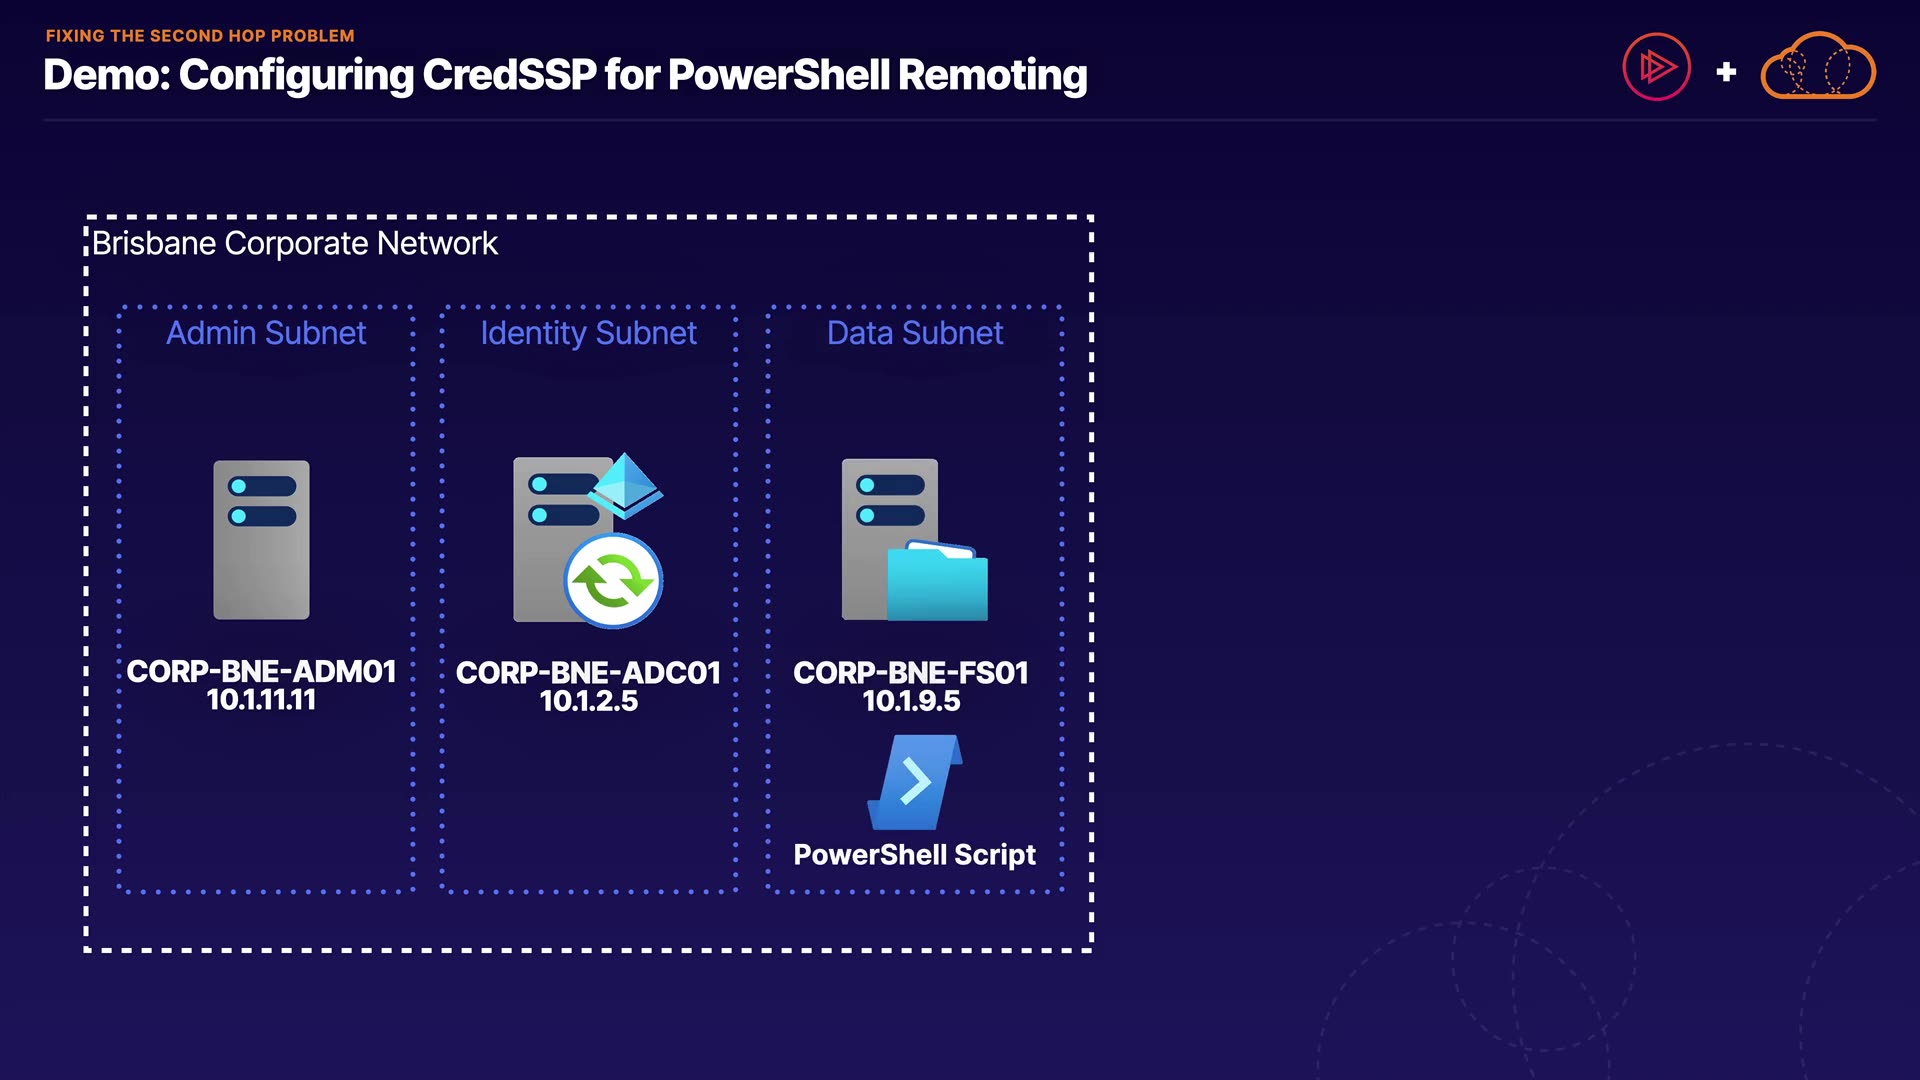 FIXING THE SECOND HOP PROBLEM
Demo: Configuring CredSSP for PowerShell Remoting
Brisbane Corporate Network
Admin Subnet
CORP-BNE-ADM01
10.1.11.11
Identity Subnet
CORP-BNE-ADC01
10.1.2.5
Data Subnet
CORP-BNE-FS01
10.1.9.5
PowerShell Script